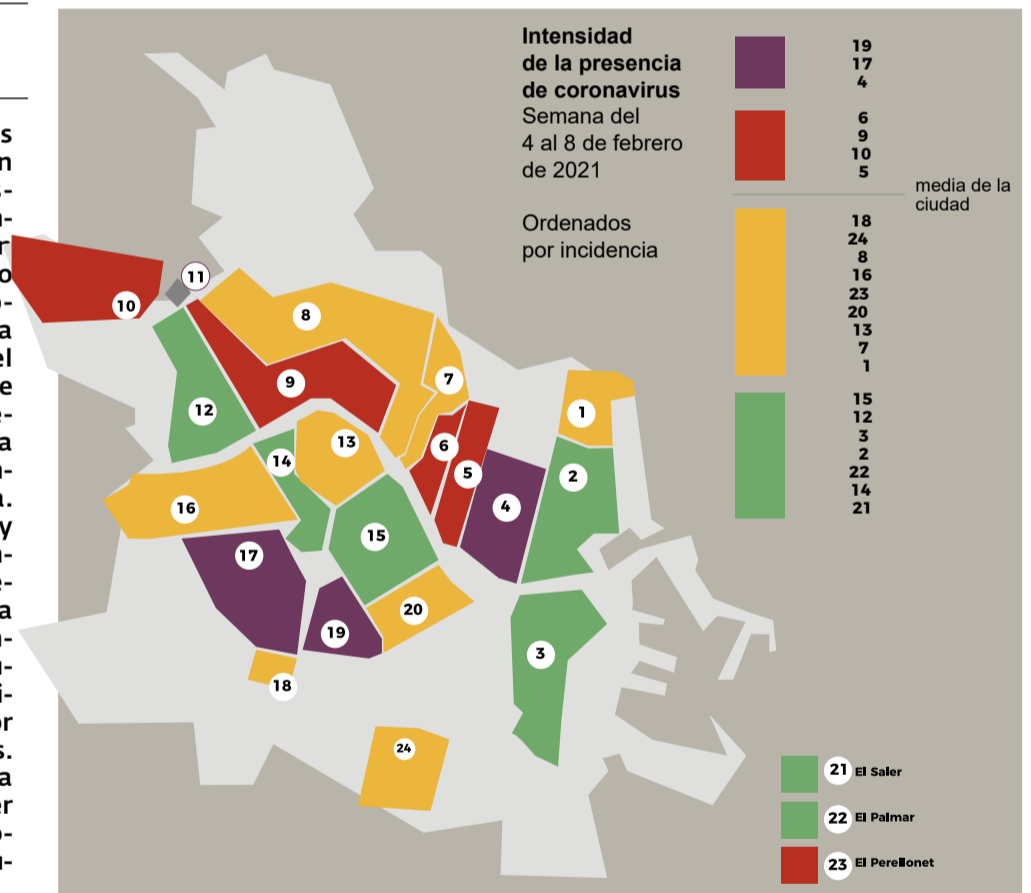 s
n
s-
n-
r
o
o-
a
el
e
e-
a
n-
a.
y
n-
e-
a
n-
u-
i-
or
s.
a
er
o-
u-
Intensidad
de la presencia
de coronavirus
Semana del
4 al 8 de febrero
de 2021
Ordenados
por incidencia
19
17
4
6
9
10
5
media de la
ciudad
18
24
8
16
23
20
13
7
1
15
12
3
2
22
14
21
11
10
8
7
9
1
12
13
6
14
5
2
4
16
15
17
20
19
3
18
24
21 El Saler
22 El Palmar
23 El Perellonet